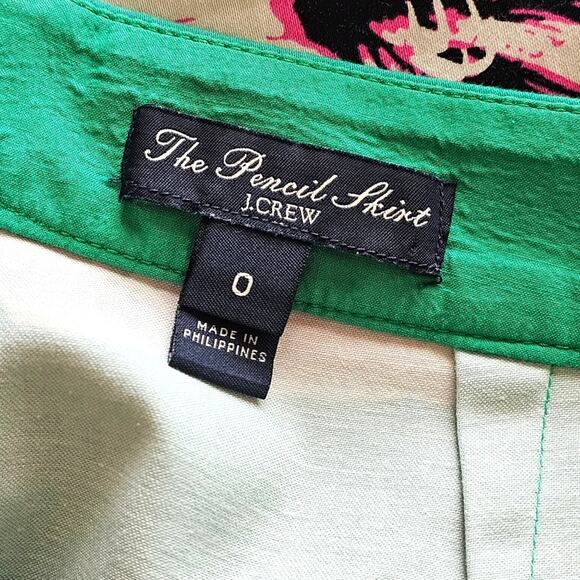 The Pencil Skirt
J.CREW
0
MADE IN
PHILIPPINES